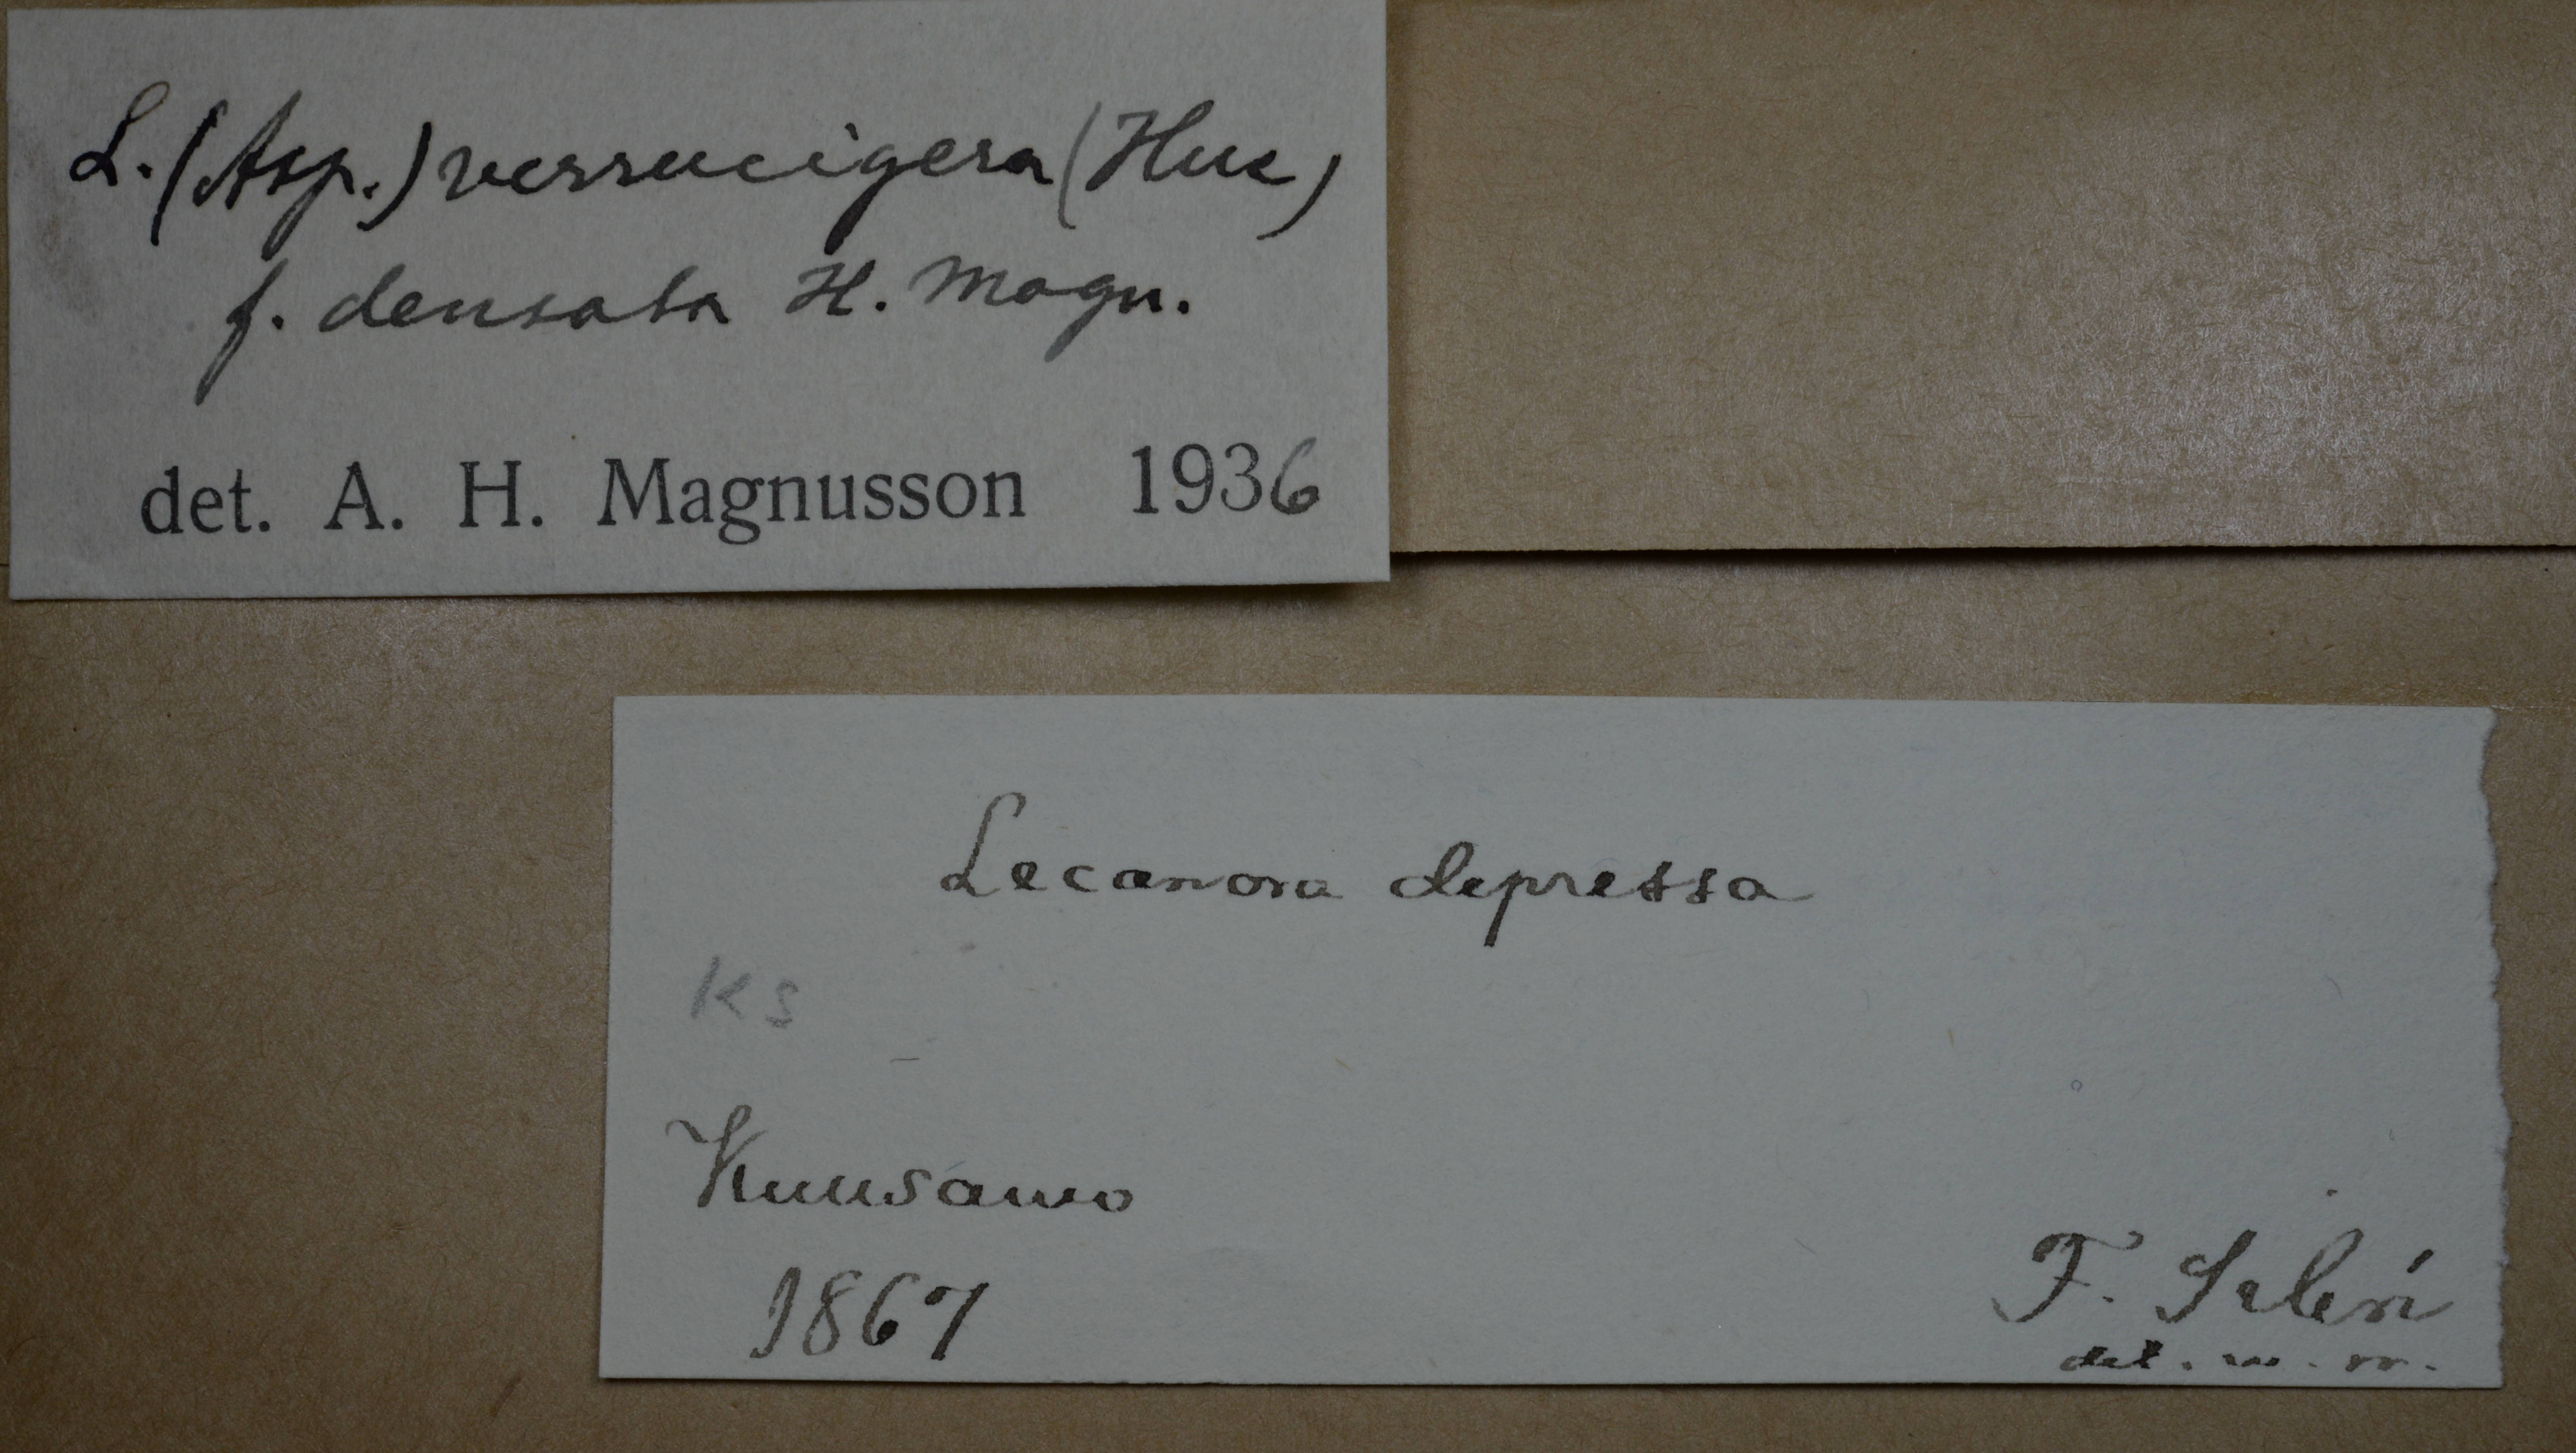 L. (Asp.) verrucigera (Hue)
f. densata H. Magn.
det. A. H. Magnusson 1936
Lecanora depressa
Ks
Kuusamo
1867
F. Silén
det.